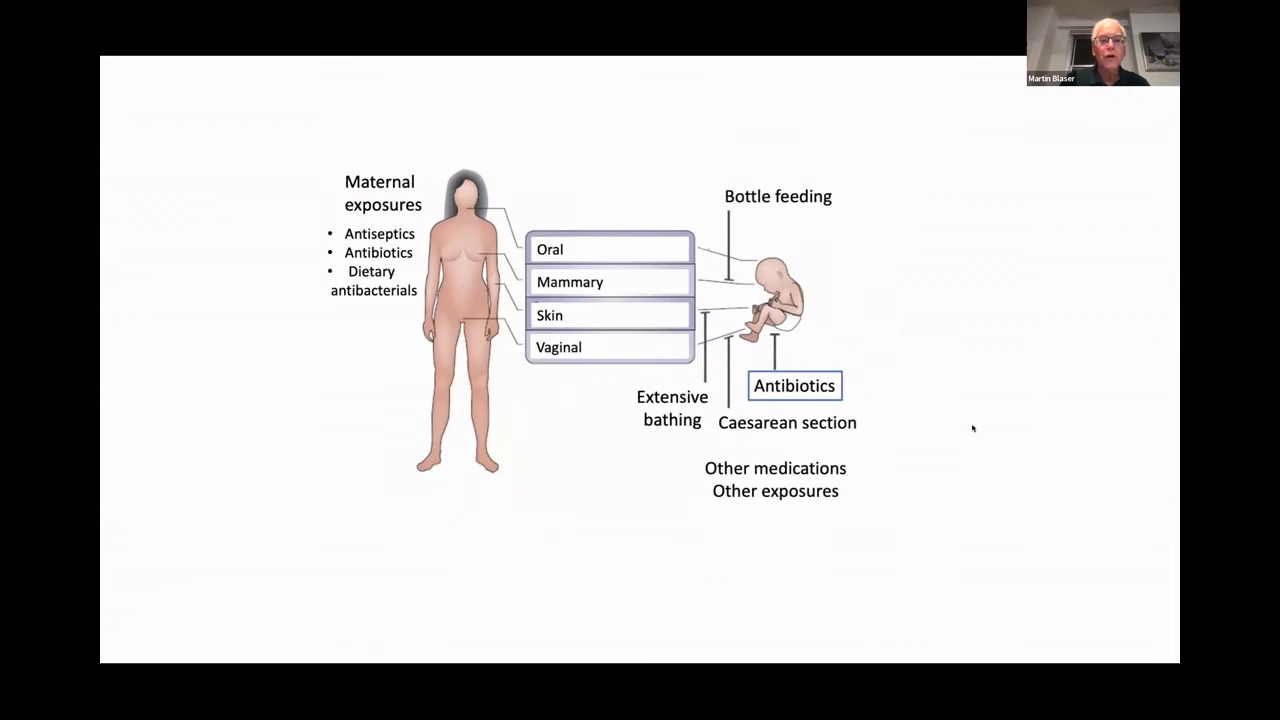 Martin Blaser
Maternal
exposures
• Antiseptics
• Antibiotics
• Dietary
antibacterials
Oral
Mammary
Skin
Vaginal
Bottle feeding
Antibiotics
Extensive
bathing
Caesarean section
Other medications
Other exposures